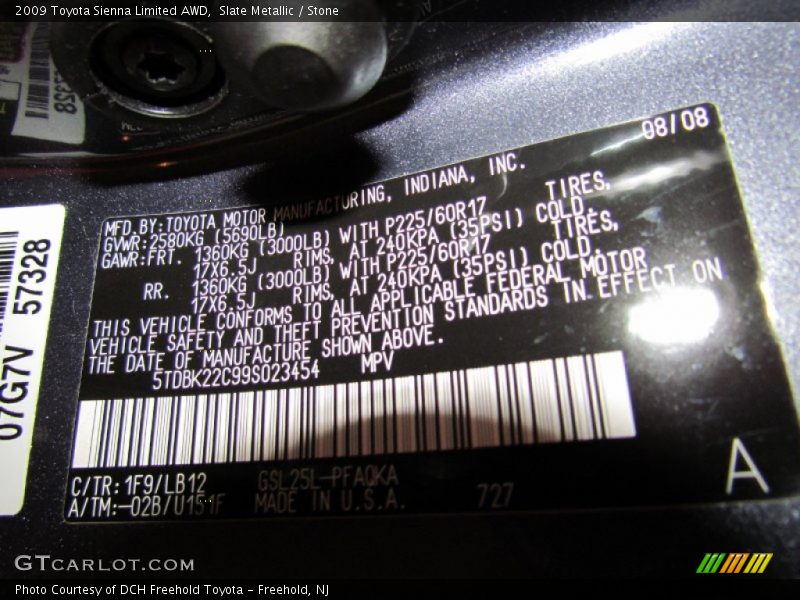 2009 Toyota Sienna Limited AWD,  Slate Metallic / Stone
08/08
MFD.BY:TOYOTA MOTOR MANUFACTURING, INDIANA, INC.
GVWR:2580KG (5690LB)
GAWR:FRT. 1360KG (3000LB) WITH P225/60R17 TIRES,
17X6.5J RIMS, AT 240KPA (35PSI) COLD.
RR. 1360KG (3000LB) WITH P225/60R17 TIRES,
17X6.5J RIMS, AT 240KPA (35PSI) COLD.
THIS VEHICLE CONFORMS TO ALL APPLICABLE FEDERAL MOTOR
VEHICLE SAFETY AND THEFT PREVENTION STANDARDS IN EFFECT ON
THE DATE OF MANUFACTURE SHOWN ABOVE.
5TDBK22C99S023454 MPV
C/TR:1F9/LB12 GSL25L-PFAQKA
A/TM:-02B/U151F MADE IN U.S.A. 727
A
07G7V 57328
GTCARLOT.COM
Photo Courtesy of DCH Freehold Toyota - Freehold, NJ